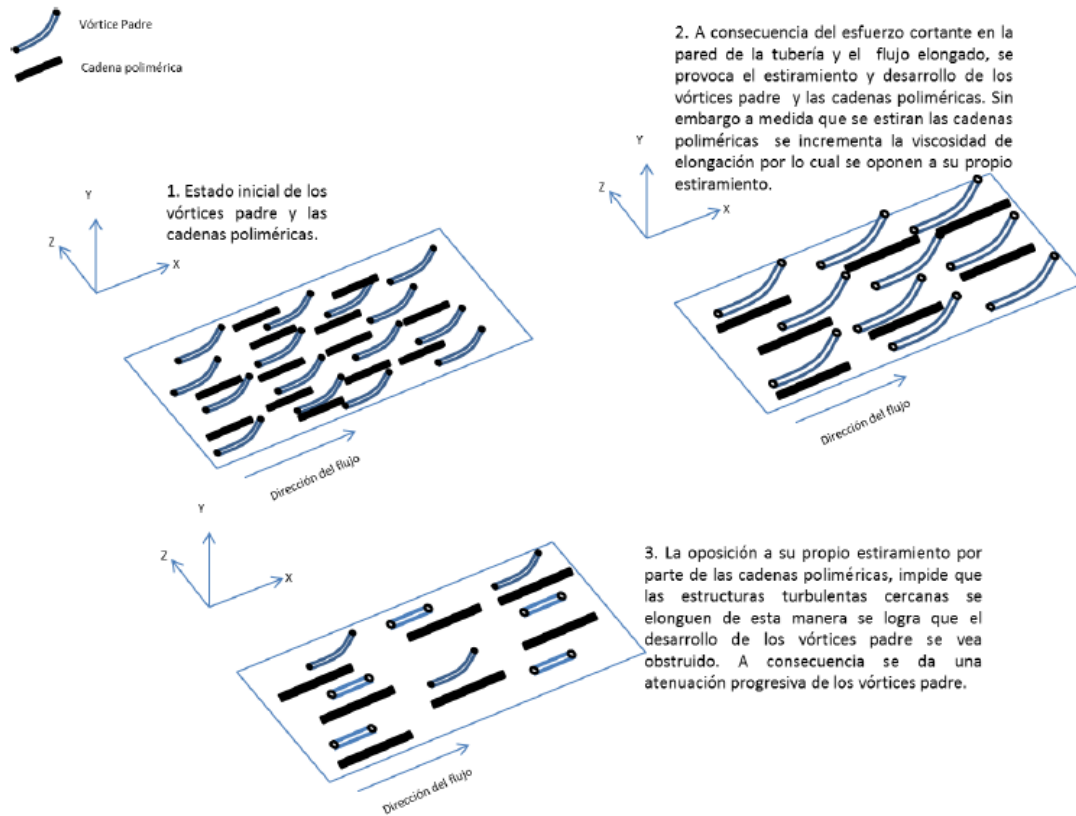 Vórtice Padre
Cadena polimérica
2. A consecuencia del esfuerzo cortante en la
pared de la tubería y el flujo elongado, se
provoca el estiramiento y desarrollo de los
vórtices padre y las cadenas poliméricas. Sin
embargo a medida que se estiran las cadenas
poliméricas se incrementa la viscosidad de
elongación por lo cual se oponen a su propio
estiramiento.
Y
Z
X
1. Estado inicial de los
vórtices padre y las
cadenas poliméricas.
Y
Z
X
Dirección del flujo
Dirección del flujo
Y
Z
X
3. La oposición a su propio estiramiento por
parte de las cadenas poliméricas, impide que
las estructuras turbulentas cercanas se
elonguen de esta manera se logra que el
desarrollo de los vórtices padre se vea
obstruido. A consecuencia se da una
atenuación progresiva de los vórtices padre.
Dirección del flujo